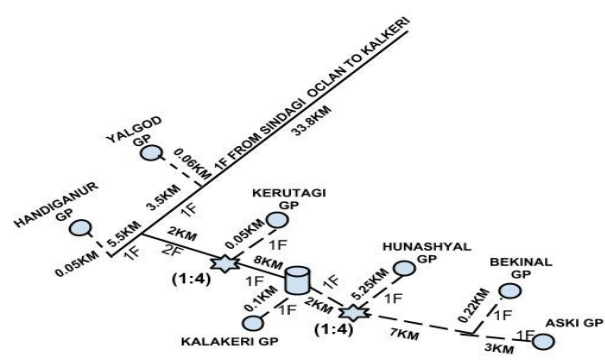 1F FROM SINDAGI OCLAN TO KALKERI
33.8KM
YALGOD
GP
0.06KM
3.5KM
1F
HANDIGANUR
GP
0.05KM
5.5KM
1F
2KM
2F
KERUTAGI
GP
0.05KM
1F
(1:4)
8KM
1F
HUNASHYAL
GP
1F
5.25KM
1F
0.1KM
1F
2KM
KALAKERI GP
(1:4)
BEKINAL
GP
0.22KM
1F
7KM
ASKI GP
1F
3KM